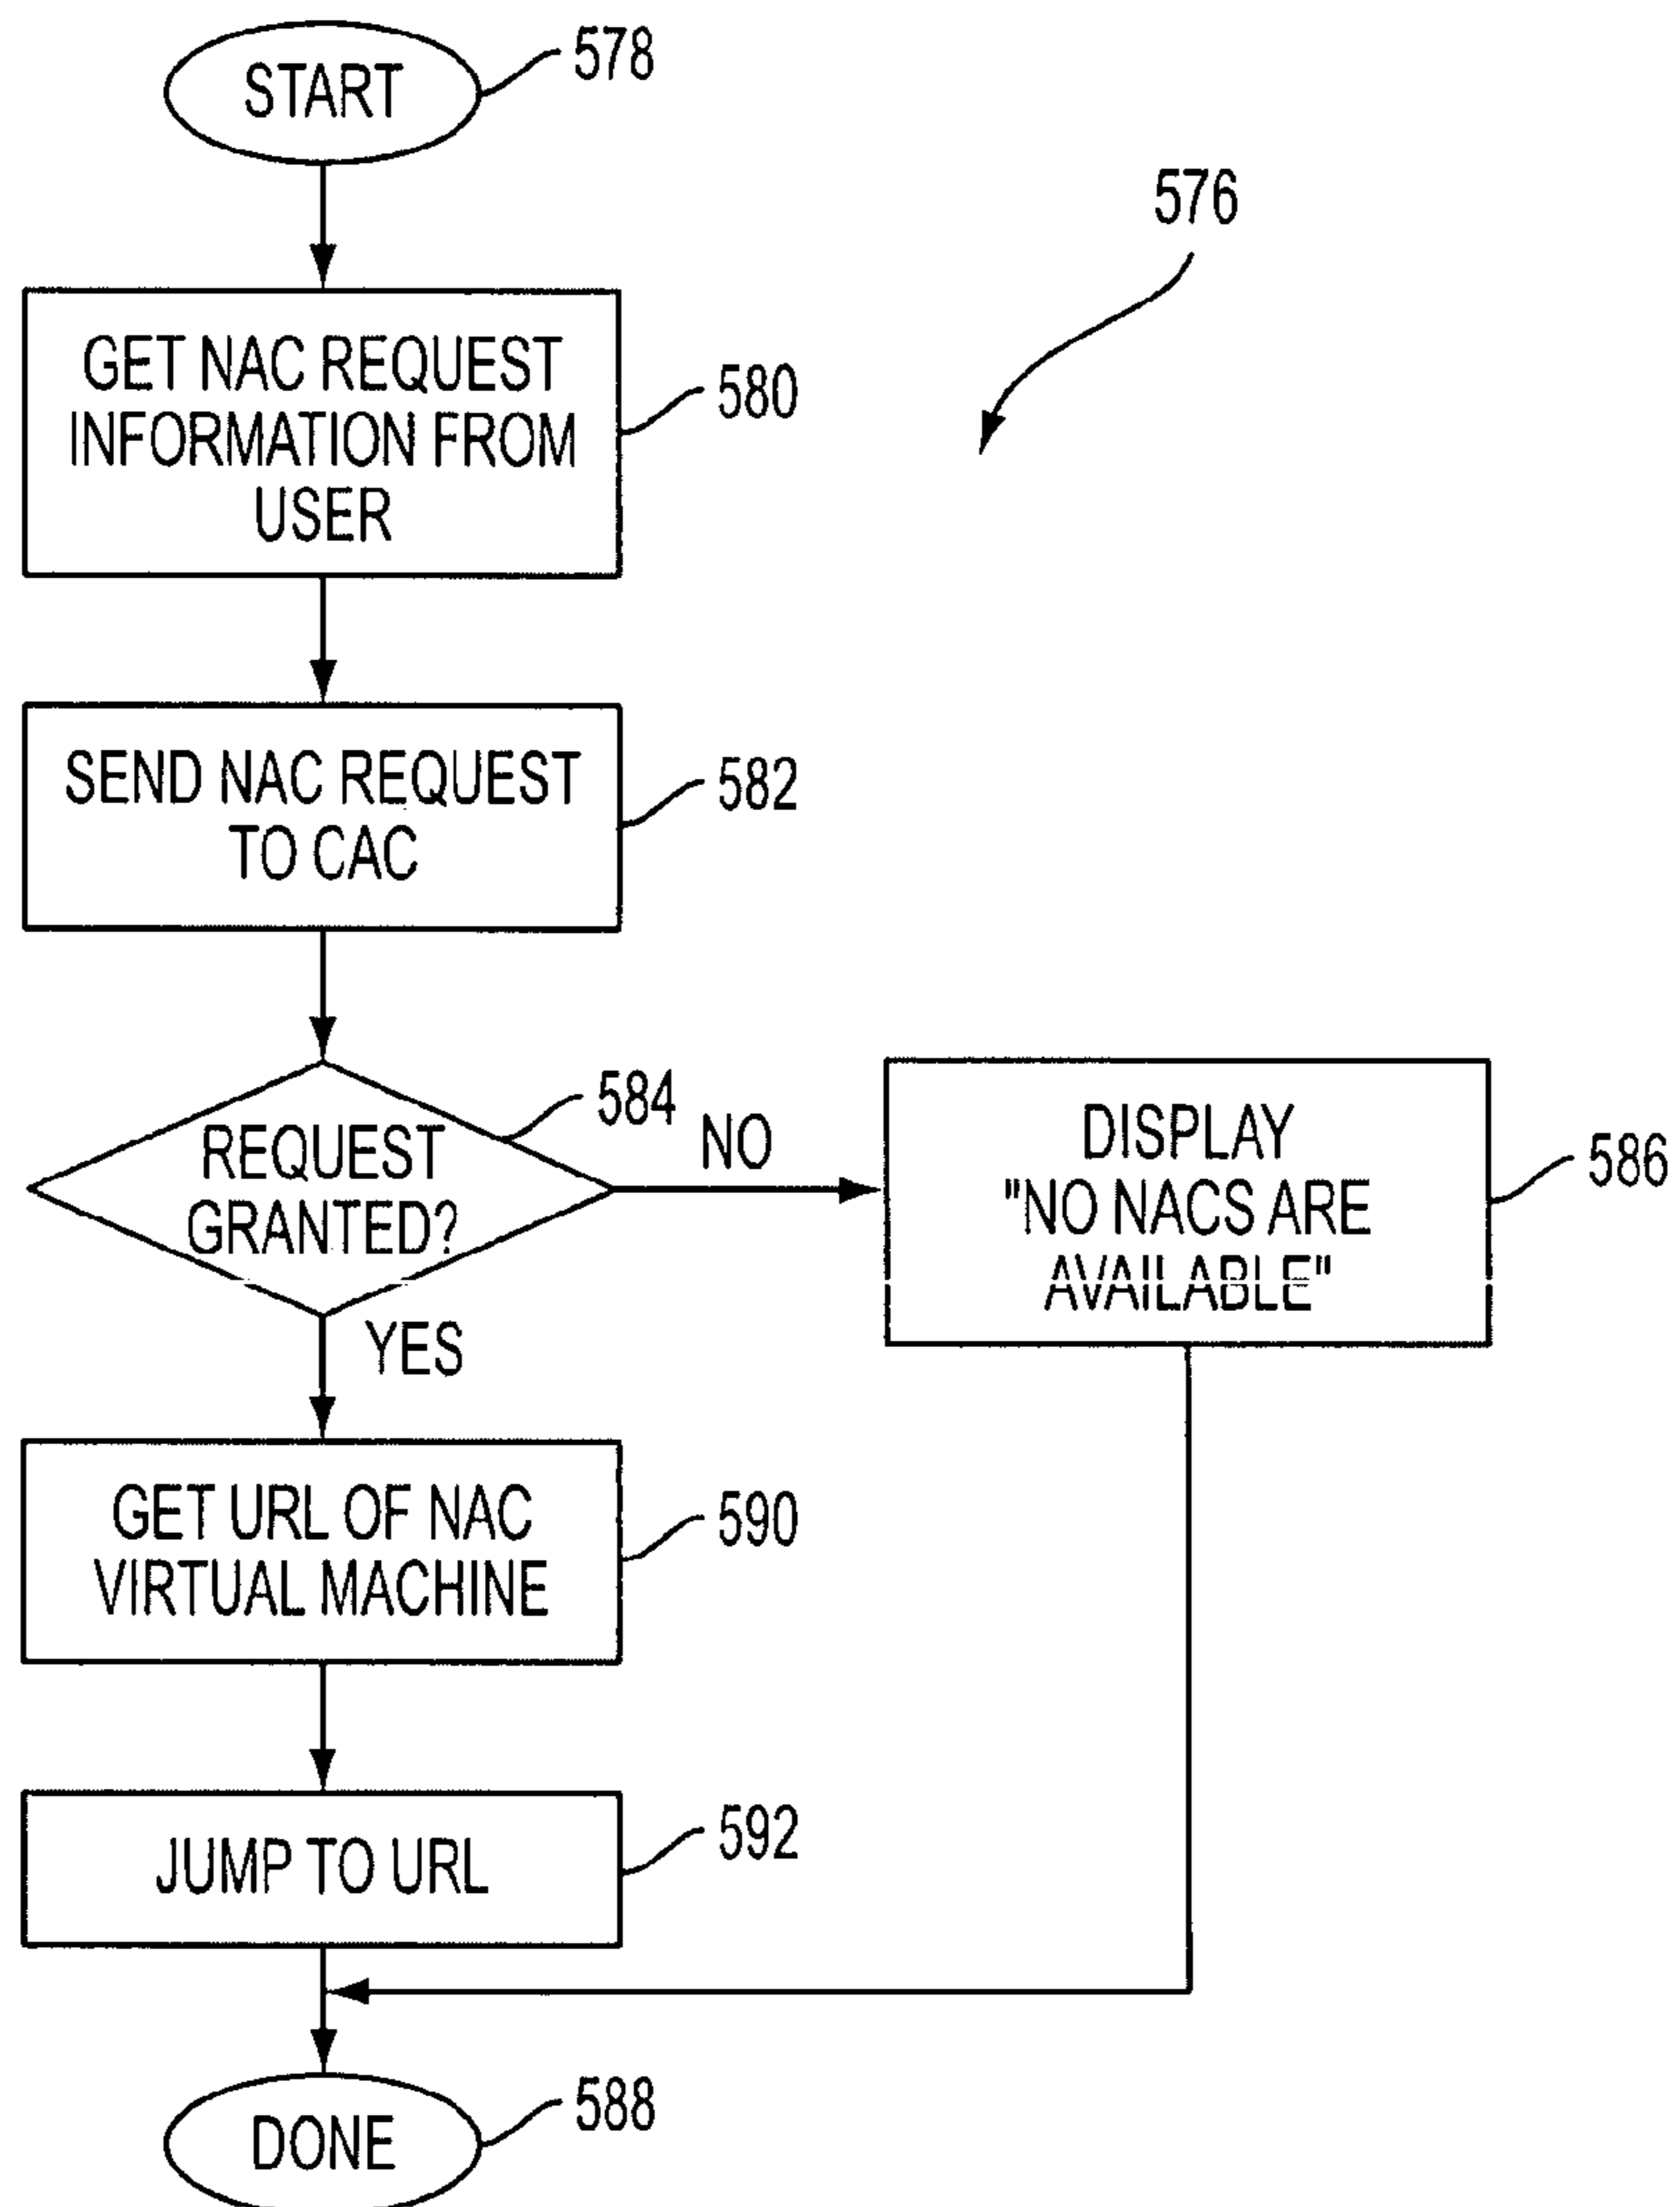 START
578
576
GET NAC REQUEST
INFORMATION FROM
USER
580
SEND NAC REQUEST
TO CAC
582
REQUEST
GRANTED?
584
NO
DISPLAY
"NO NACS ARE
AVAILABLE"
586
YES
GET URL OF NAC
VIRTUAL MACHINE
590
JUMP TO URL
592
DONE
588